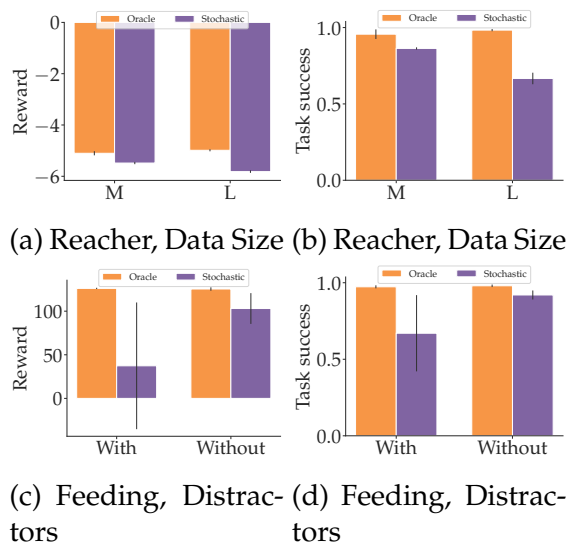 Oracle Stochastic
0
−2
−4
−6
Reward
M L
Oracle Stochastic
1.0
0.5
0.0
Task success
M L
(a) Reacher, Data Size
(b) Reacher, Data Size
Oracle Stochastic
100
50
0
Reward
With Without
Oracle Stochastic
1.0
0.5
0.0
Task success
With Without
(c) Feeding, Distrac-
tors
(d) Feeding, Distrac-
tors